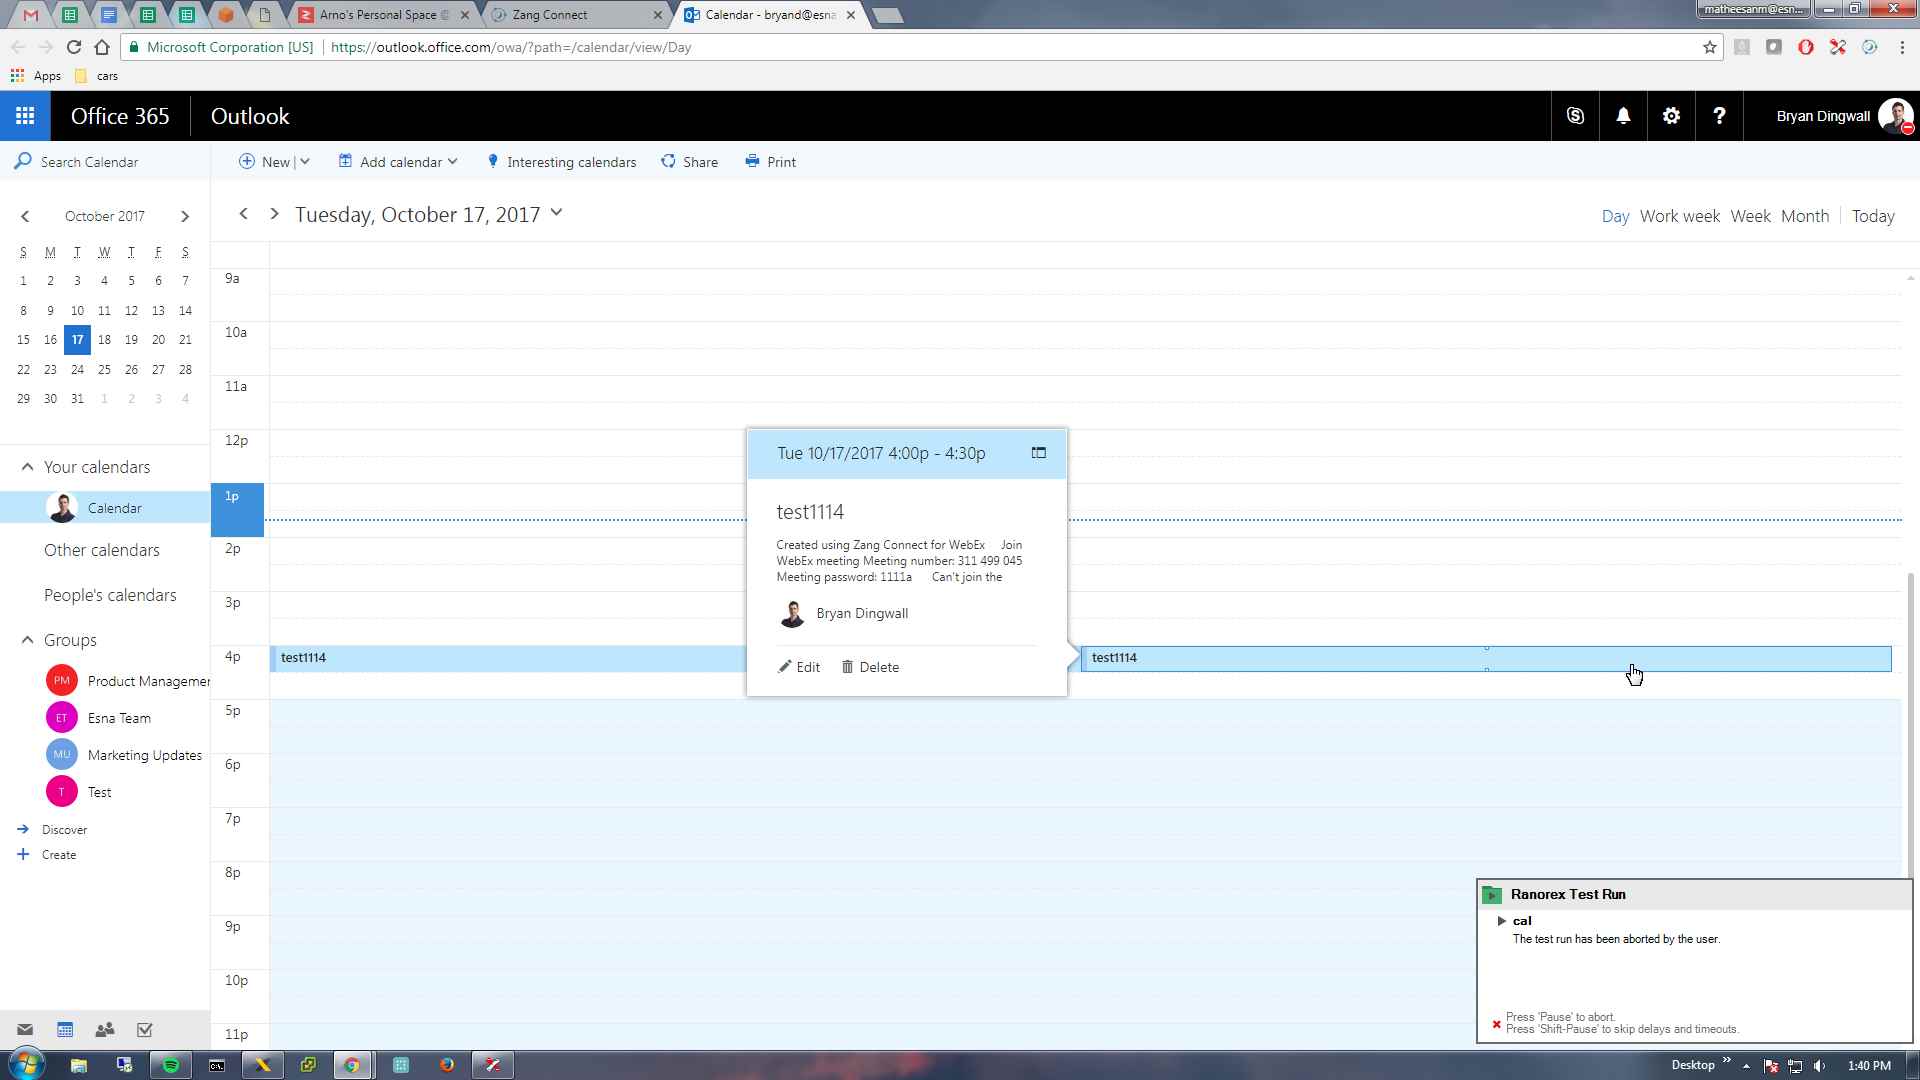 Arno's Personal Space @
Zang Connect
Calendar - bryand@esna
matheesanm@esn...
Microsoft Corporation [US]
https://outlook.office.com/owa/?path=/calendar/view/Day
Apps
cars
Office 365
Outlook
Bryan Dingwall
Search Calendar
New
Add calendar
Interesting calendars
Share
Print
October 2017
S M T W T F S
1 2 3 4 5 6 7
8 9 10 11 12 13 14
15 16 17 18 19 20 21
22 23 24 25 26 27 28
29 30 31 1 2 3 4
Tuesday, October 17, 2017
Day
Work week
Week
Month
Today
Your calendars
Calendar
Other calendars
People's calendars
Groups
PM Product Managemer
ET Esna Team
MU Marketing Updates
T Test
Discover
Create
9a
10a
11a
12p
1p
2p
3p
4p
5p
6p
7p
8p
9p
10p
11p
test1114
Tue 10/17/2017 4:00p - 4:30p
test1114
Created using Zang Connect for WebEx Join
WebEx meeting Meeting number: 311 499 045
Meeting password: 1111a Can't join the
Bryan Dingwall
Edit
Delete
test1114
Ranorex Test Run
cal
The test run has been aborted by the user.
Press 'Pause' to abort.
Press 'Shift-Pause' to skip delays and timeouts.
Desktop
1:40 PM